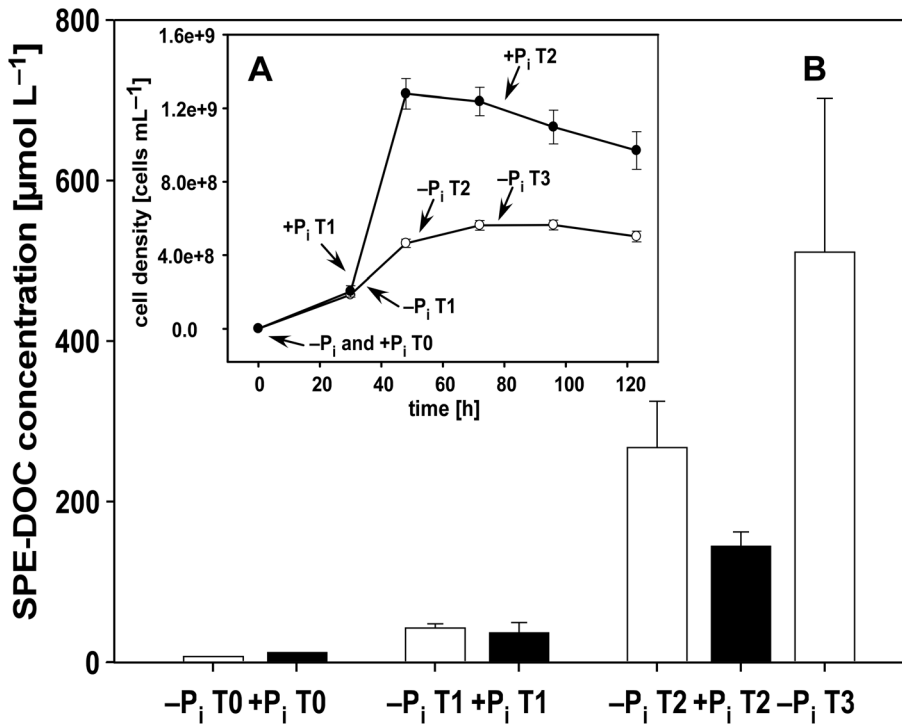 SPE-DOC concentration [µmol L⁻¹]
800
600
400
200
0
A
B
cell density [cells mL⁻¹]
1.6e+9
1.2e+9
8.0e+8
4.0e+8
0.0
+Pᵢ T2
−Pᵢ T2
−Pᵢ T3
+Pᵢ T1
−Pᵢ T1
−Pᵢ and +Pᵢ T0
0 20 40 60 80 100 120
time [h]
−Pᵢ T0 +Pᵢ T0 −Pᵢ T1 +Pᵢ T1 −Pᵢ T2 +Pᵢ T2 −Pᵢ T3